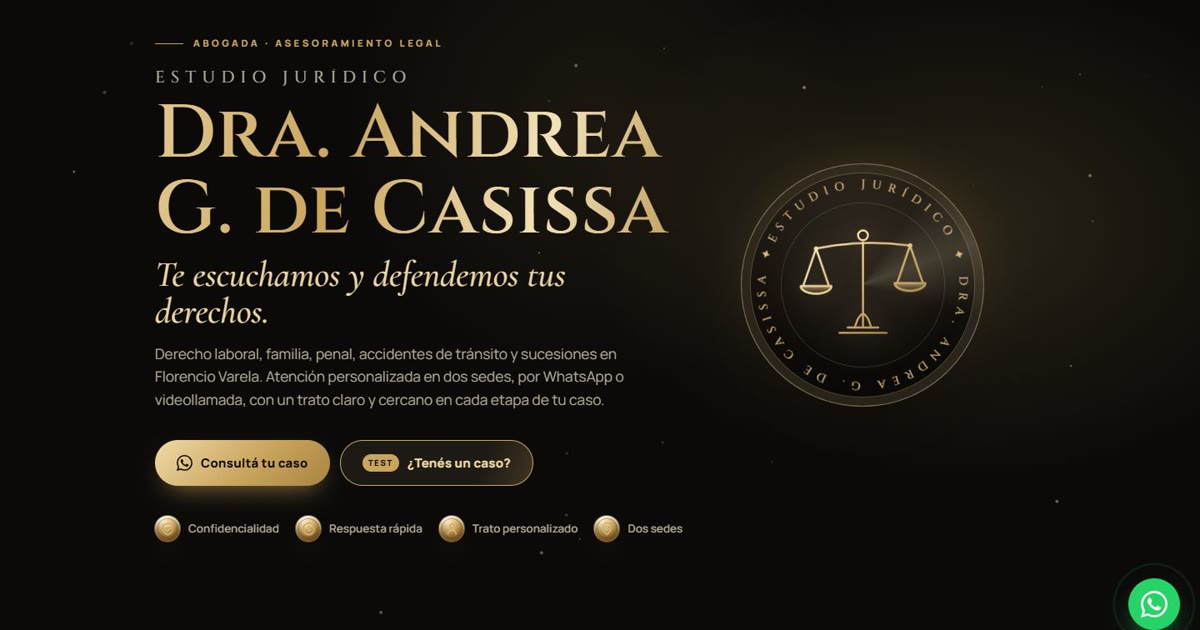 ABOGADA · ASESORAMIENTO LEGAL
ESTUDIO JURÍDICO
DRA. ANDREA
G. DE CASISSA
Te escuchamos y defendemos tus
derechos.
Derecho laboral, familia, penal, accidentes de tránsito y sucesiones en
Florencio Varela. Atención personalizada en dos sedes, por WhatsApp o
videollamada, con un trato claro y cercano en cada etapa de tu caso.
Consultá tu caso
TEST ¿Tenés un caso?
Confidencialidad Respuesta rápida Trato personalizado Dos sedes
ESTUDIO JURÍDICO ✦ DRA. ANDREA G. DE CASISSA ✦